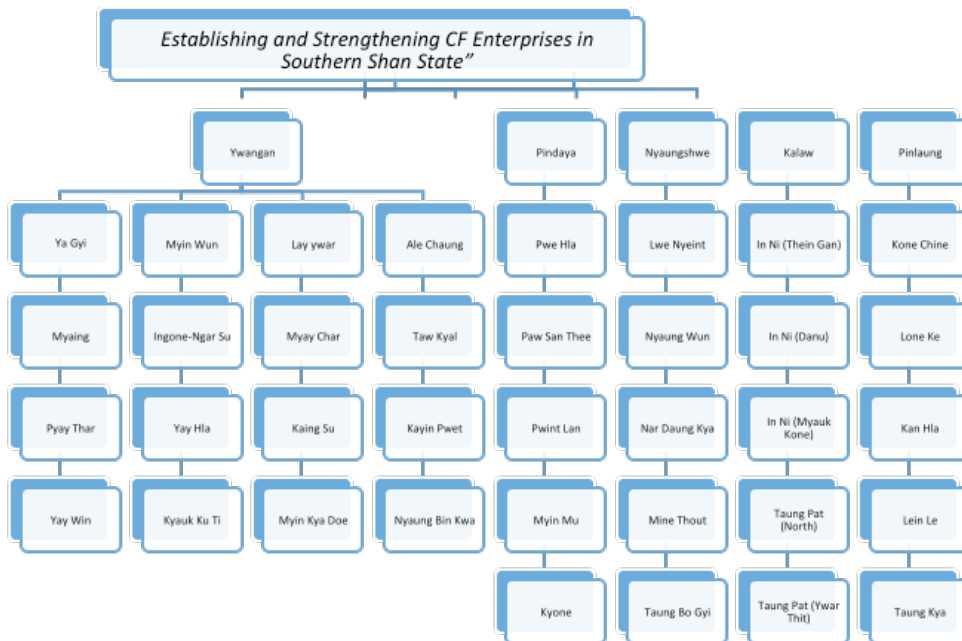 Establishing and Strengthening CF Enterprises in
Southern Shan State”
Ywangan
Pindaya
Nyaungshwe
Kalaw
Pinlaung
Ya Gyi
Myin Wun
Lay ywar
Ale Chaung
Pwe Hla
Lwe Nyeint
In Ni (Thein Gan)
Kone Chine
Myaing
Ingone-Ngar Su
Myay Char
Taw Kyal
Paw San Thee
Nyaung Wun
In Ni (Danu)
Lone Ke
Pyay Thar
Yay Hla
Kaing Su
Kayin Pwet
Pwint Lan
Nar Daung Kya
In Ni (Myauk
Kone)
Kan Hla
Yay Win
Kyauk Ku Ti
Myin Kya Doe
Nyaung Bin Kwa
Myin Mu
Mine Thout
Taung Pat
(North)
Lein Le
Kyone
Taung Bo Gyi
Taung Pat (Ywar
Thit)
Taung Kya